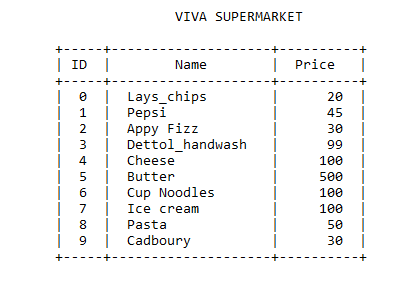 VIVA SUPERMARKET
+-----+--------------------+----------+
| ID | Name | Price |
+-----+--------------------+----------+
| 0 | Lays_chips | 20 |
| 1 | Pepsi | 45 |
| 2 | Appy Fizz | 30 |
| 3 | Dettol_handwash | 99 |
| 4 | Cheese | 100 |
| 5 | Butter | 500 |
| 6 | Cup Noodles | 100 |
| 7 | Ice cream | 100 |
| 8 | Pasta | 50 |
| 9 | Cadboury | 30 |
+-----+--------------------+----------+